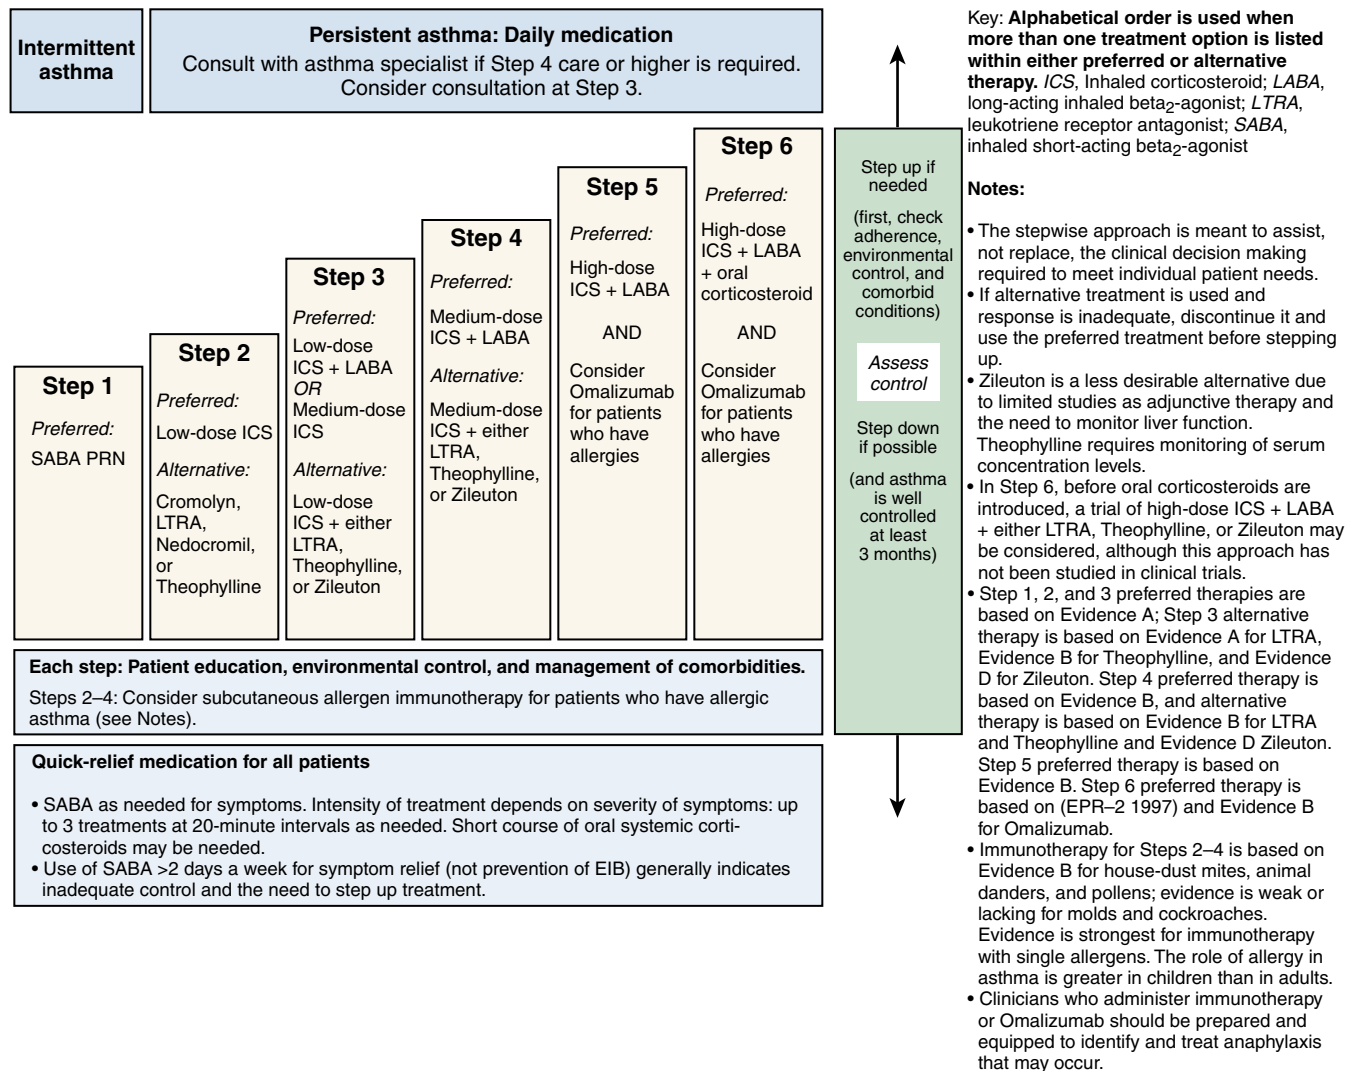 Intermittent
asthma
Persistent asthma: Daily medication
Consult with asthma specialist if Step 4 care or higher is required.
Consider consultation at Step 3.
Step 1
Preferred:
SABA PRN
Step 2
Preferred:
Low-dose ICS
Alternative:
Cromolyn,
LTRA,
Nedocromil,
or
Theophylline
Step 3
Preferred:
Low-dose
ICS + LABA
OR
Medium-dose
ICS
Alternative:
Low-dose
ICS + either
LTRA,
Theophylline,
or Zileuton
Step 4
Preferred:
Medium-dose
ICS + LABA
Alternative:
Medium-dose
ICS + either
LTRA,
Theophylline,
or Zileuton
Step 5
Preferred:
High-dose
ICS + LABA
AND
Consider
Omalizumab
for patients
who have
allergies
Step 6
Preferred:
High-dose
ICS + LABA
+ oral
corticosteroid
AND
Consider
Omalizumab
for patients
who have
allergies
Each step: Patient education, environmental control, and management of comorbidities.
Steps 2–4: Consider subcutaneous allergen immunotherapy for patients who have allergic
asthma (see Notes).
Quick-relief medication for all patients
• SABA as needed for symptoms. Intensity of treatment depends on severity of symptoms: up
to 3 treatments at 20-minute intervals as needed. Short course of oral systemic corti-
costeroids may be needed.
• Use of SABA >2 days a week for symptom relief (not prevention of EIB) generally indicates
inadequate control and the need to step up treatment.
Step up if
needed
(first, check
adherence,
environmental
control, and
comorbid
conditions)
Assess
control
Step down
if possible
(and asthma
is well
controlled
at least
3 months)
Key: Alphabetical order is used when
more than one treatment option is listed
within either preferred or alternative
therapy. ICS, Inhaled corticosteroid; LABA,
long-acting inhaled beta2-agonist; LTRA,
leukotriene receptor antagonist; SABA,
inhaled short-acting beta2-agonist
Notes:
• The stepwise approach is meant to assist,
not replace, the clinical decision making
required to meet individual patient needs.
• If alternative treatment is used and
response is inadequate, discontinue it and
use the preferred treatment before stepping
up.
• Zileuton is a less desirable alternative due
to limited studies as adjunctive therapy and
the need to monitor liver function.
Theophylline requires monitoring of serum
concentration levels.
• In Step 6, before oral corticosteroids are
introduced, a trial of high-dose ICS + LABA
+ either LTRA, Theophylline, or Zileuton may
be considered, although this approach has
not been studied in clinical trials.
• Step 1, 2, and 3 preferred therapies are
based on Evidence A; Step 3 alternative
therapy is based on Evidence A for LTRA,
Evidence B for Theophylline, and Evidence
D for Zileuton. Step 4 preferred therapy is
based on Evidence B, and alternative
therapy is based on Evidence B for LTRA
and Theophylline and Evidence D Zileuton.
Step 5 preferred therapy is based on
Evidence B. Step 6 preferred therapy is
based on (EPR–2 1997) and Evidence B
for Omalizumab.
• Immunotherapy for Steps 2–4 is based on
Evidence B for house-dust mites, animal
danders, and pollens; evidence is weak or
lacking for molds and cockroaches.
Evidence is strongest for immunotherapy
with single allergens. The role of allergy in
asthma is greater in children than in adults.
• Clinicians who administer immunotherapy
or Omalizumab should be prepared and
equipped to identify and treat anaphylaxis
that may occur.